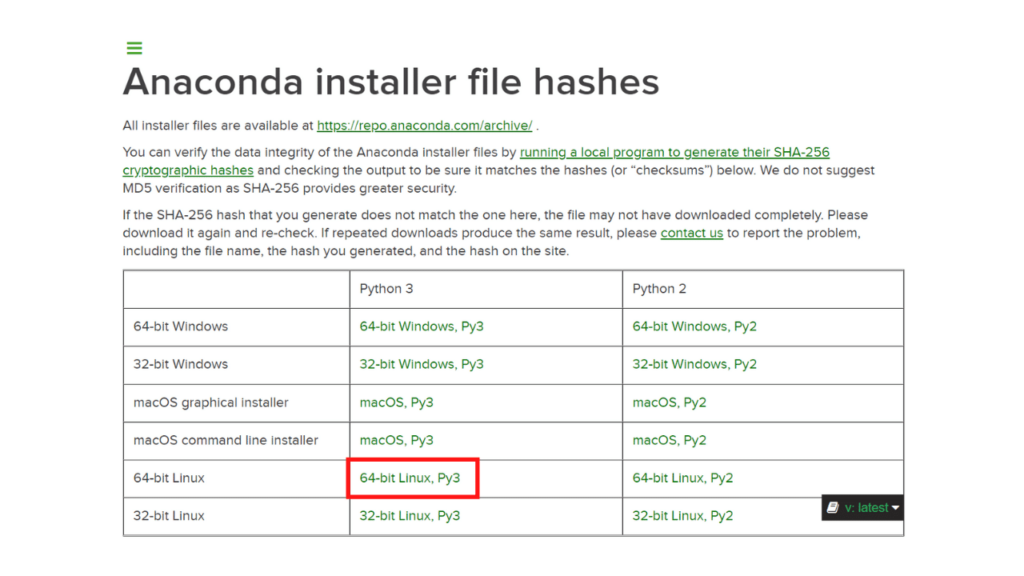 Anaconda installer file hashes
All installer files are available at https://repo.anaconda.com/archive/ .
You can verify the data integrity of the Anaconda installer files by running a local program to generate their SHA-256
cryptographic hashes and checking the output to be sure it matches the hashes (or “checksums”) below. We do not suggest
MD5 verification as SHA-256 provides greater security.
If the SHA-256 hash that you generate does not match the one here, the file may not have downloaded completely. Please
download it again and re-check. If repeated downloads produce the same result, please contact us to report the problem,
including the file name, the hash you generated, and the hash on the site.
Python 3 Python 2
64-bit Windows 64-bit Windows, Py3 64-bit Windows, Py2
32-bit Windows 32-bit Windows, Py3 32-bit Windows, Py2
macOS graphical installer macOS, Py3 macOS, Py2
macOS command line installer macOS, Py3 macOS, Py2
64-bit Linux 64-bit Linux, Py3 64-bit Linux, Py2
v: latest
32-bit Linux 32-bit Linux, Py3 32-bit Linux, Py2